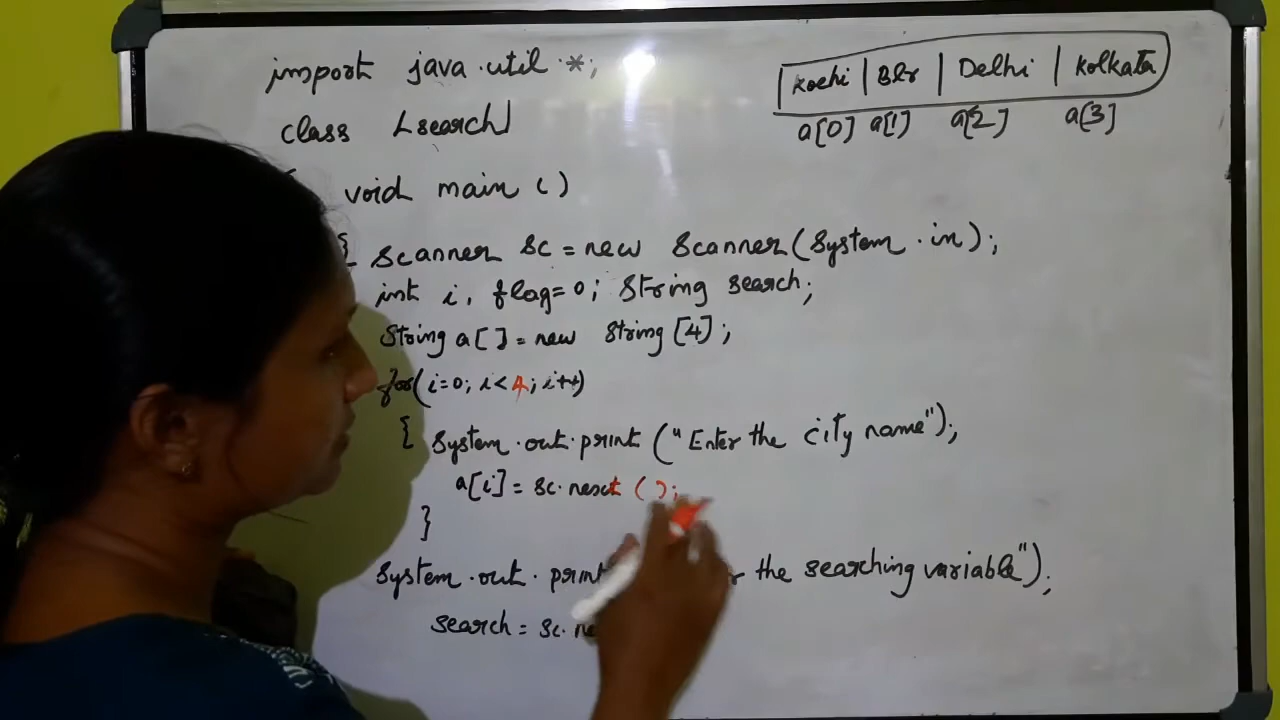 import java.util.*;
class Lsearch
{
void main ()
{ Scanner sc = new Scanner(System.in);
int i, flag=0; String search;
String a[] = new String [4];
for(i=0; i<4; i++)
{ System.out.print ("Enter the city name");
a[i] = sc.next ();
}
System.out.print the searching variable");
search = sc.
| Kochi | Blr | Delhi | Kolkata
a[0] a[1] a[2] a[3]